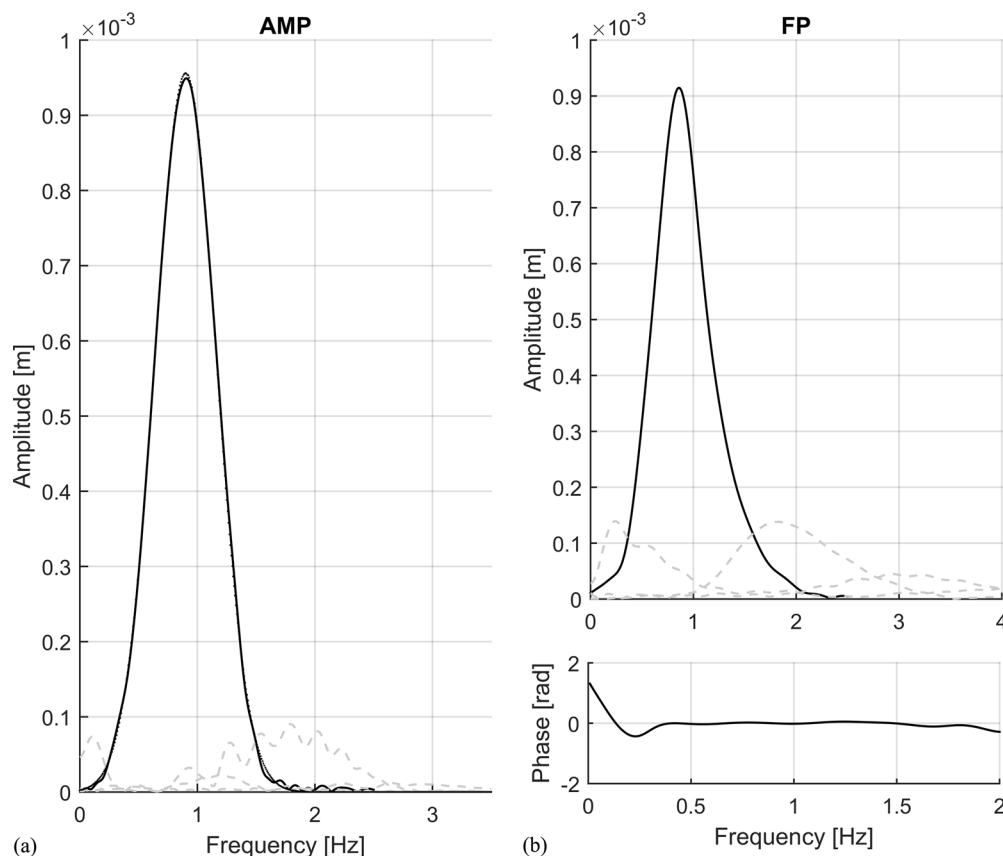 ×10⁻³
AMP
1
0.9
0.8
0.7
0.6
0.5
0.4
0.3
0.2
0.1
0
Amplitude [m]
0 1 2 3
Frequency [Hz]
(a)
×10⁻³
FP
1
0.9
0.8
0.7
0.6
0.5
0.4
0.3
0.2
0.1
0
Amplitude [m]
0 1 2 3 4
2
0
-2
Phase [rad]
0 0.5 1 1.5 2
Frequency [Hz]
(b)